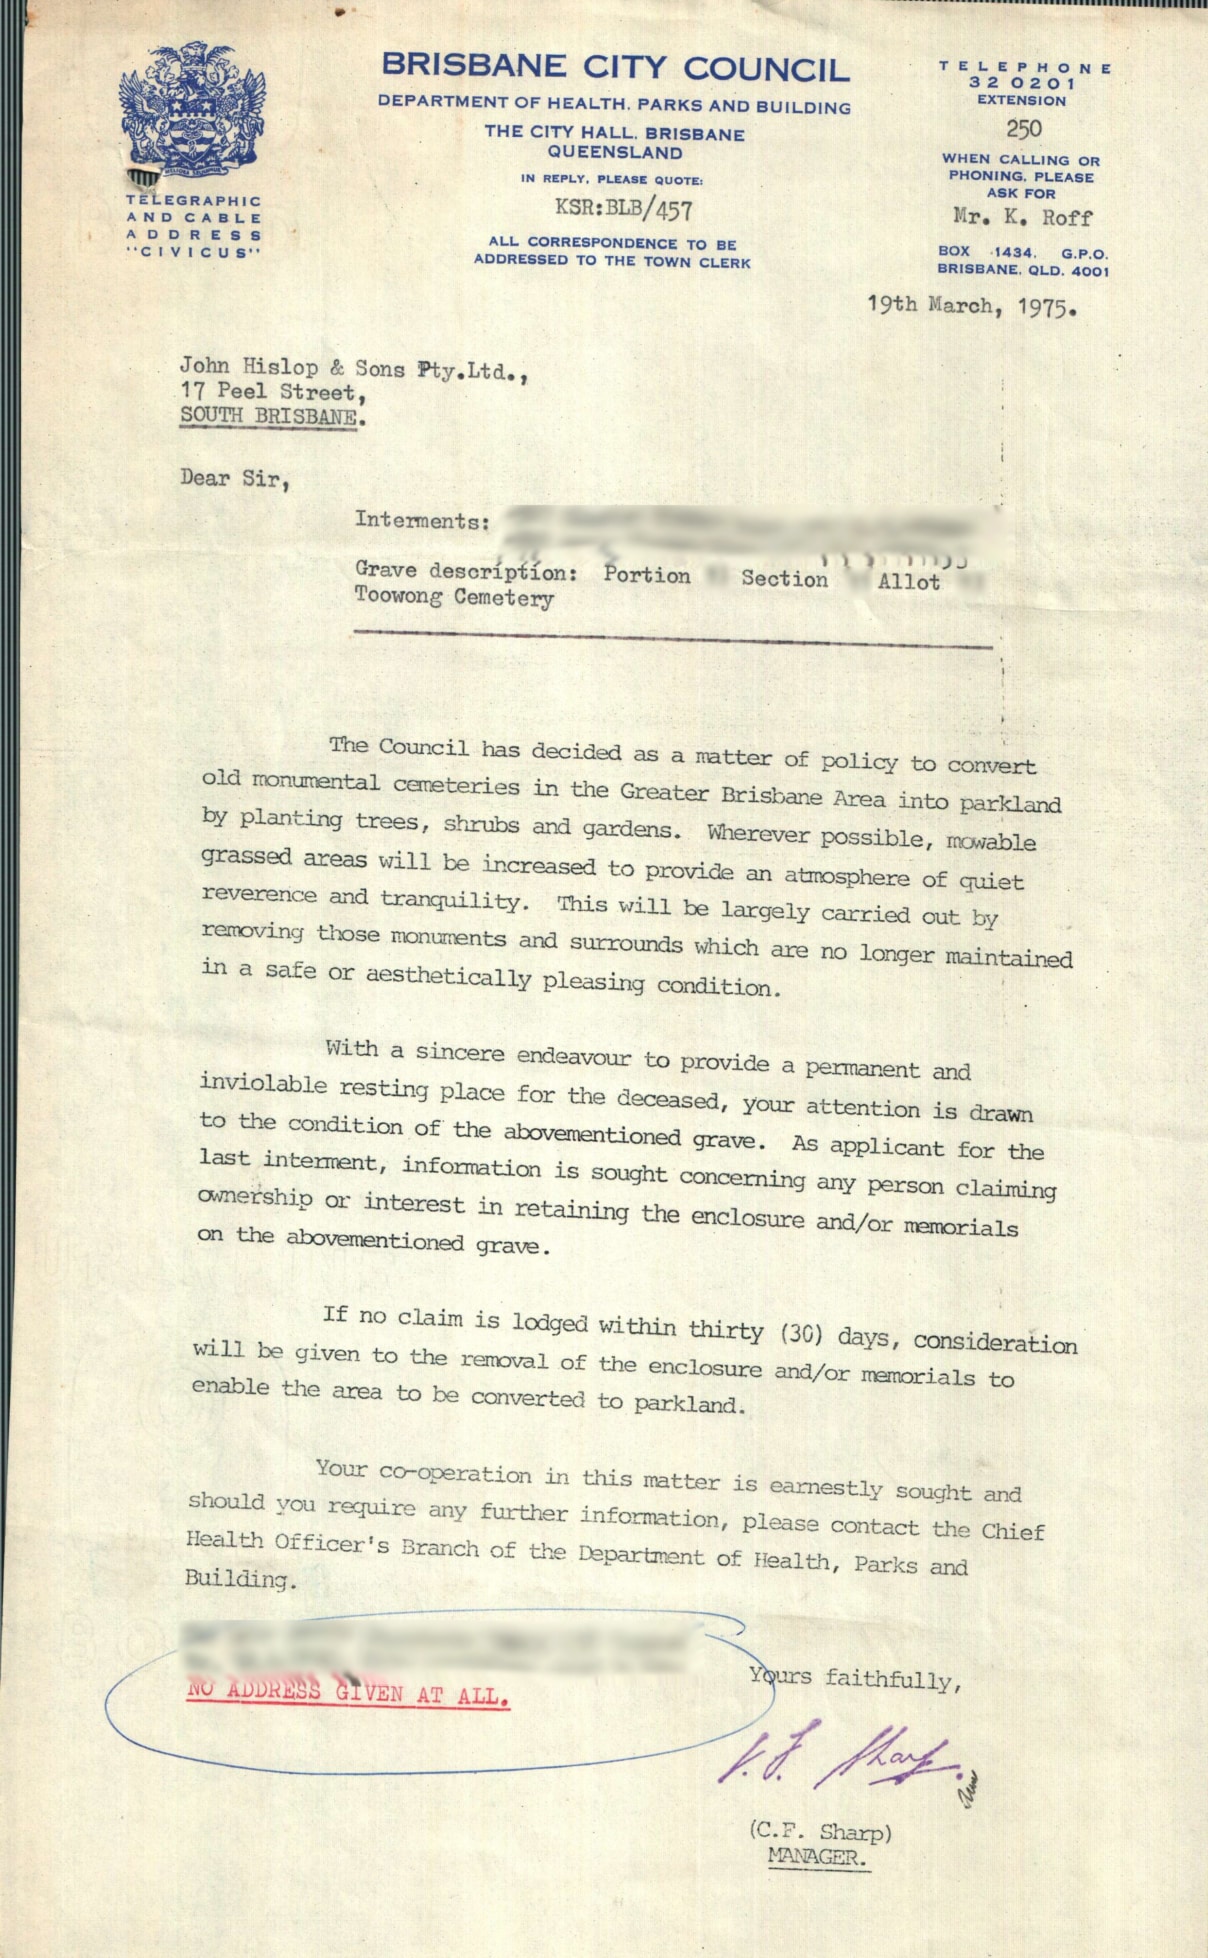 BRISBANE CITY COUNCIL
DEPARTMENT OF HEALTH, PARKS AND BUILDING
THE CITY HALL, BRISBANE
QUEENSLAND
IN REPLY, PLEASE QUOTE:
KSR:BLB/457
ALL CORRESPONDENCE TO BE
ADDRESSED TO THE TOWN CLERK
TELEGRAPHIC
AND CABLE
ADDRESS
"CIVICUS"
TELEPHONE
32 0201
EXTENSION
250
WHEN CALLING OR
PHONING, PLEASE
ASK FOR
Mr. K. Roff
BOX 1434, G.P.O.
BRISBANE, QLD. 4001
19th March, 1975.
John Hislop & Sons Pty.Ltd.,
17 Peel Street,
SOUTH BRISBANE.
Dear Sir,
Interments:
Grave description: Portion Section Allot
Toowong Cemetery
The Council has decided as a matter of policy to convert
old monumental cemeteries in the Greater Brisbane Area into parkland
by planting trees, shrubs and gardens. Wherever possible, mowable
grassed areas will be increased to provide an atmosphere of quiet
reverence and tranquility. This will be largely carried out by
removing those monuments and surrounds which are no longer maintained
in a safe or aesthetically pleasing condition.
With a sincere endeavour to provide a permanent and
inviolable resting place for the deceased, your attention is drawn
to the condition of the abovementioned grave. As applicant for the
last interment, information is sought concerning any person claiming
ownership or interest in retaining the enclosure and/or memorials
on the abovementioned grave.
If no claim is lodged within thirty (30) days, consideration
will be given to the removal of the enclosure and/or memorials to
enable the area to be converted to parkland.
Your co-operation in this matter is earnestly sought and
should you require any further information, please contact the Chief
Health Officer's Branch of the Department of Health, Parks and
Building.
NO ADDRESS GIVEN AT ALL.
Yours faithfully,
C.F. Sharp.
(C.F. Sharp)
MANAGER.